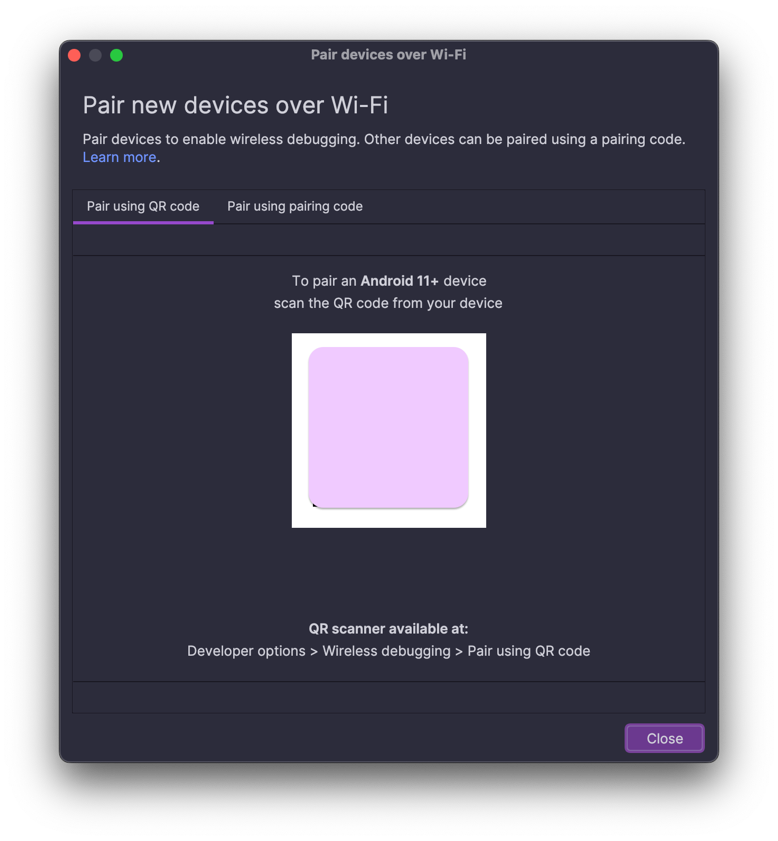 Pair devices over Wi-Fi
Pair new devices over Wi-Fi
Pair devices to enable wireless debugging. Other devices can be paired using a pairing code.
Learn more.
Pair using QR code
Pair using pairing code
To pair an Android 11+ device
scan the QR code from your device
QR scanner available at:
Developer options > Wireless debugging > Pair using QR code
Close